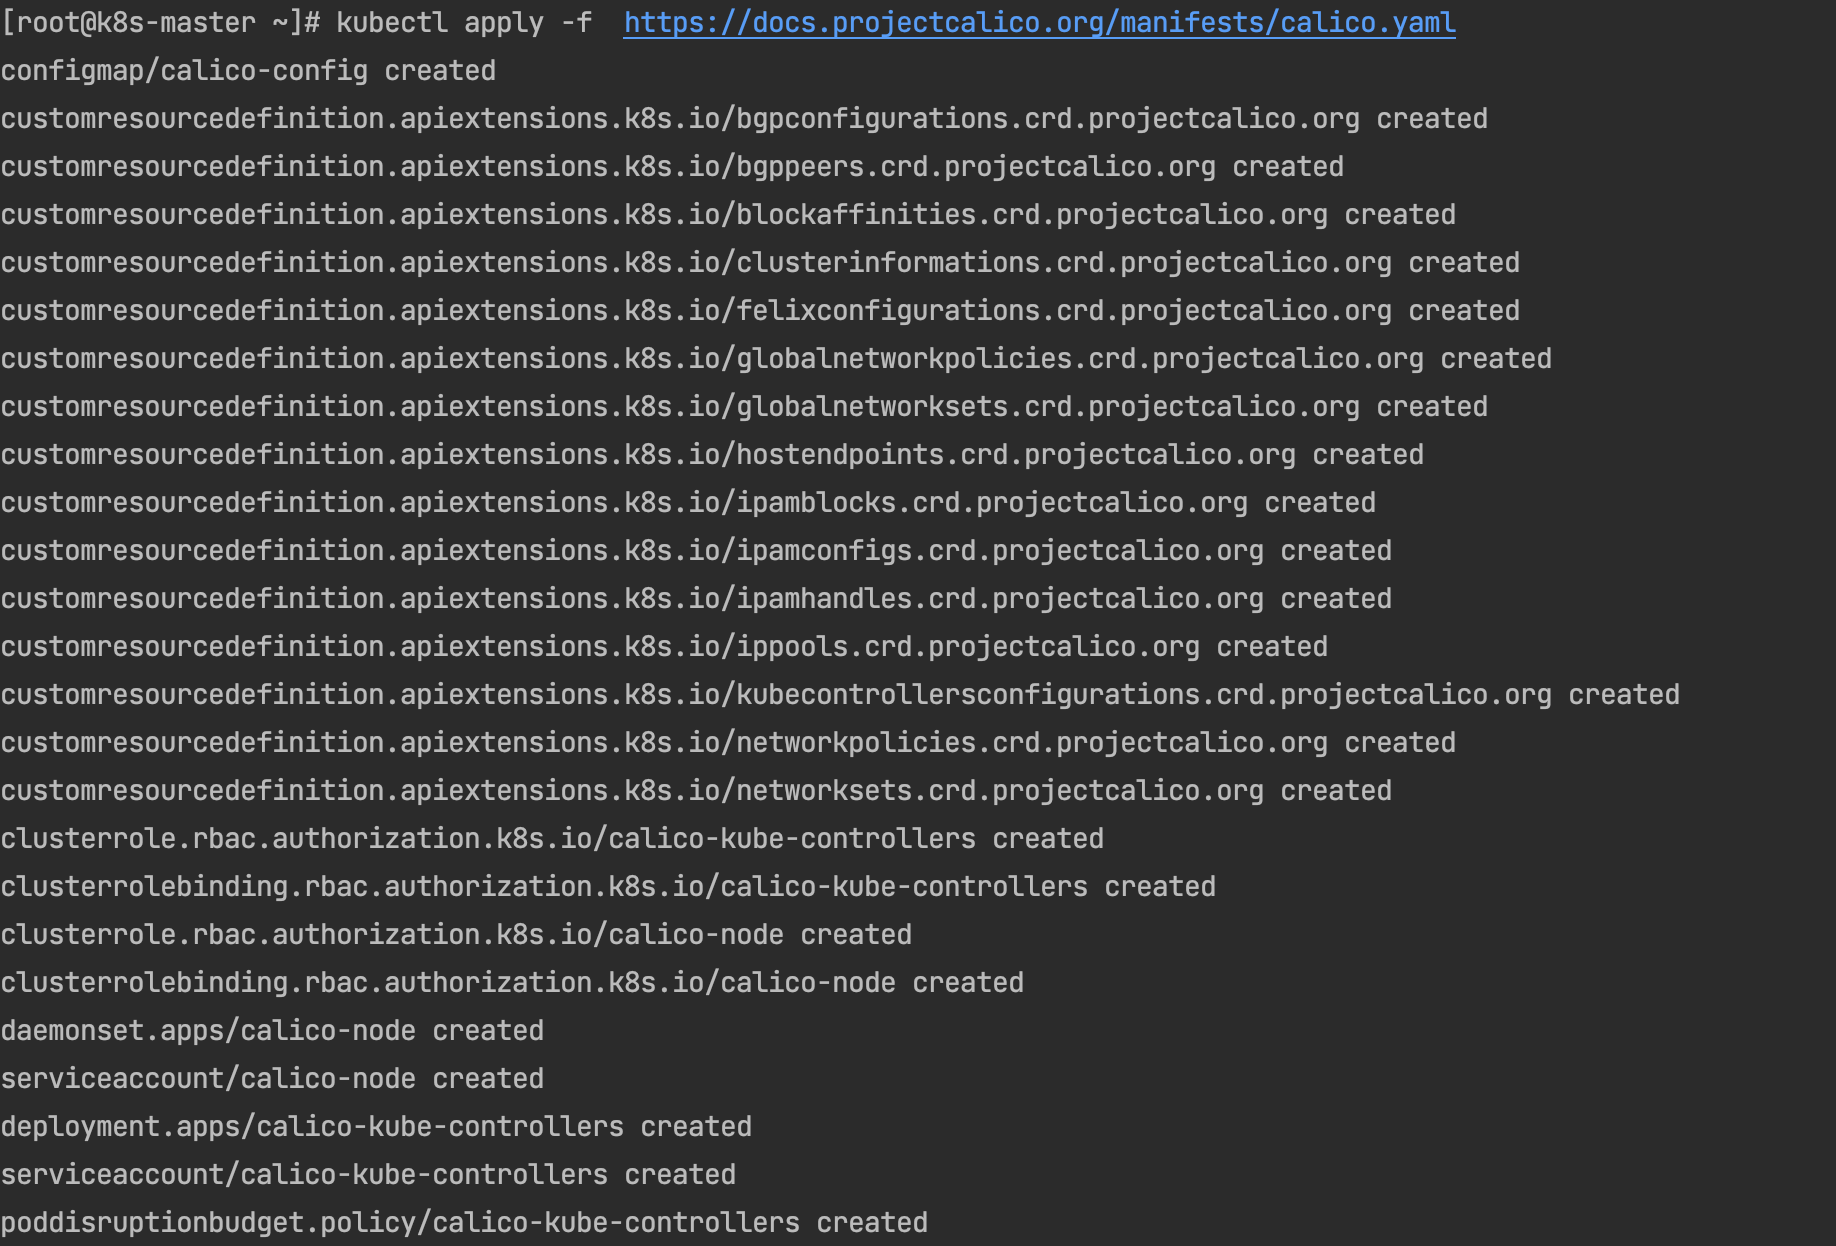 [root@k8s-master ~]# kubectl apply -f  https://docs.projectcalico.org/manifests/calico.yaml
configmap/calico-config created
customresourcedefinition.apiextensions.k8s.io/bgpconfigurations.crd.projectcalico.org created
customresourcedefinition.apiextensions.k8s.io/bgppeers.crd.projectcalico.org created
customresourcedefinition.apiextensions.k8s.io/blockaffinities.crd.projectcalico.org created
customresourcedefinition.apiextensions.k8s.io/clusterinformations.crd.projectcalico.org created
customresourcedefinition.apiextensions.k8s.io/felixconfigurations.crd.projectcalico.org created
customresourcedefinition.apiextensions.k8s.io/globalnetworkpolicies.crd.projectcalico.org created
customresourcedefinition.apiextensions.k8s.io/globalnetworksets.crd.projectcalico.org created
customresourcedefinition.apiextensions.k8s.io/hostendpoints.crd.projectcalico.org created
customresourcedefinition.apiextensions.k8s.io/ipamblocks.crd.projectcalico.org created
customresourcedefinition.apiextensions.k8s.io/ipamconfigs.crd.projectcalico.org created
customresourcedefinition.apiextensions.k8s.io/ipamhandles.crd.projectcalico.org created
customresourcedefinition.apiextensions.k8s.io/ippools.crd.projectcalico.org created
customresourcedefinition.apiextensions.k8s.io/kubecontrollersconfigurations.crd.projectcalico.org created
customresourcedefinition.apiextensions.k8s.io/networkpolicies.crd.projectcalico.org created
customresourcedefinition.apiextensions.k8s.io/networksets.crd.projectcalico.org created
clusterrole.rbac.authorization.k8s.io/calico-kube-controllers created
clusterrolebinding.rbac.authorization.k8s.io/calico-kube-controllers created
clusterrole.rbac.authorization.k8s.io/calico-node created
clusterrolebinding.rbac.authorization.k8s.io/calico-node created
daemonset.apps/calico-node created
serviceaccount/calico-node created
deployment.apps/calico-kube-controllers created
serviceaccount/calico-kube-controllers created
poddisruptionbudget.policy/calico-kube-controllers created